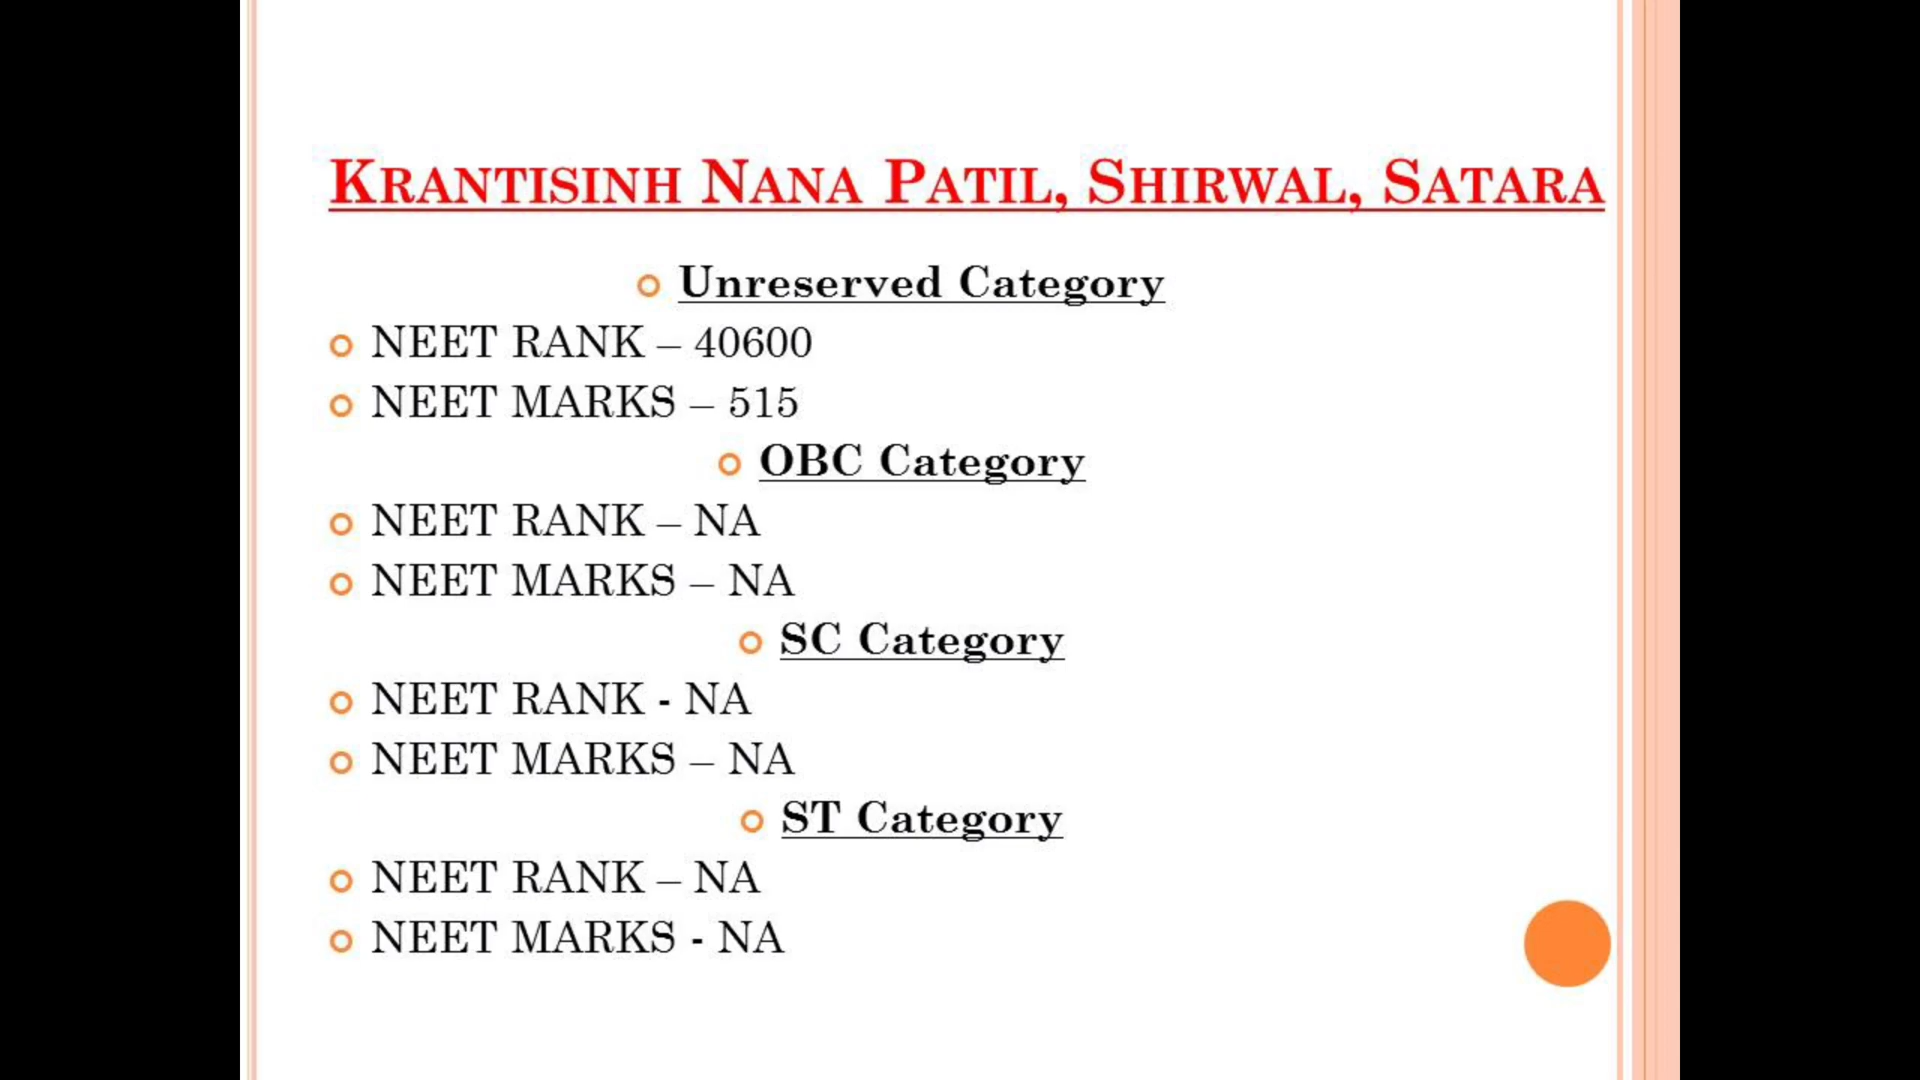 Krantisinh Nana Patil, Shirwal, Satara
Unreserved Category
NEET RANK – 40600
NEET MARKS – 515
OBC Category
NEET RANK – NA
NEET MARKS – NA
SC Category
NEET RANK - NA
NEET MARKS – NA
ST Category
NEET RANK – NA
NEET MARKS - NA